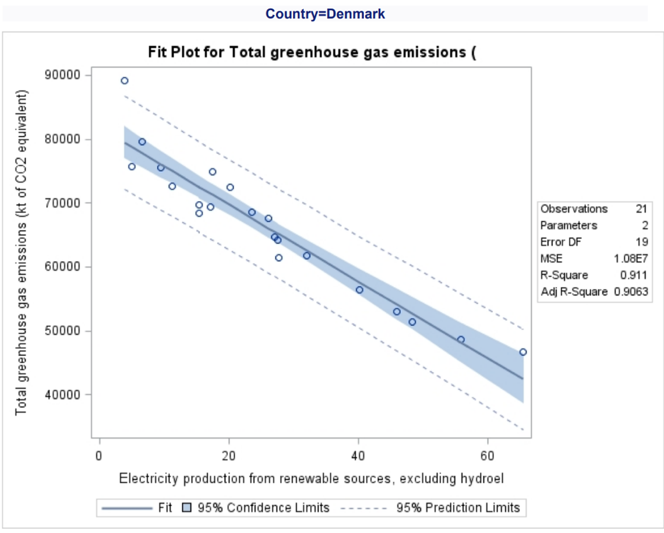 Country=Denmark
Fit Plot for Total greenhouse gas emissions (
Total greenhouse gas emissions (kt of CO2 equivalent)
90000
80000
70000
60000
50000
40000
0 20 40 60
Electricity production from renewable sources, excluding hydroel
Observations 21
Parameters 2
Error DF 19
MSE 1.08E7
R-Square 0.911
Adj R-Square 0.9063
Fit 95% Confidence Limits 95% Prediction Limits